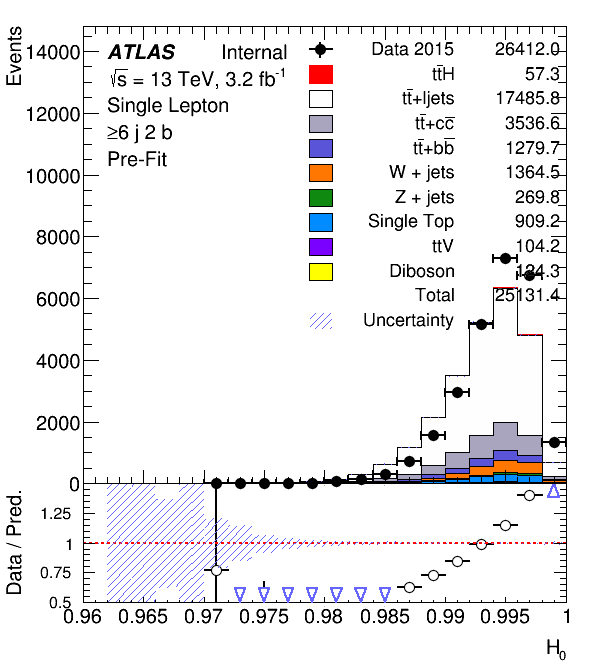 Events
14000
12000
10000
8000
6000
4000
2000
0
ATLAS Internal
√s = 13 TeV, 3.2 fb⁻¹
Single Lepton
≥6 j 2 b
Pre-Fit
Data 2015 26412.0
tt̄H 57.3
tt̄+ljets 17485.8
tt̄+cc̄ 3536.6
tt̄+bb̄ 1279.7
W + jets 1364.5
Z + jets 269.8
Single Top 909.2
ttV 104.2
Diboson 124.3
Total 25131.4
Uncertainty
Data / Pred.
1.25
1
0.75
0.5
0.96 0.965 0.97 0.975 0.98 0.985 0.99 0.995 1
H₀